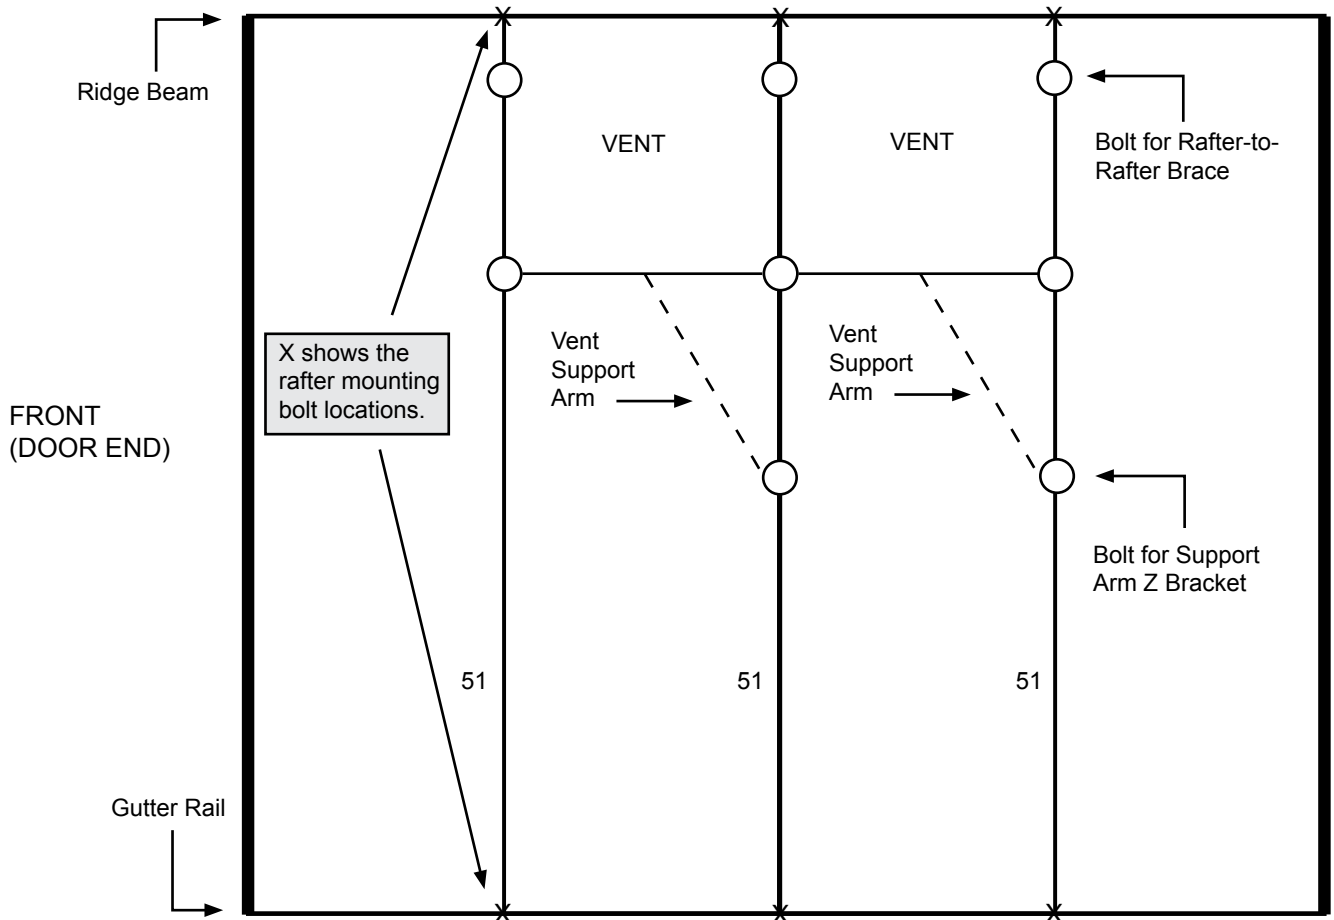 X
X
X
Ridge Beam
VENT
VENT
Bolt for Rafter-to-
Rafter Brace
X shows the
rafter mounting
bolt locations.
Vent
Support
Arm
Vent
Support
Arm
FRONT
(DOOR END)
Bolt for Support
Arm Z Bracket
51
51
51
Gutter Rail
X
X
X